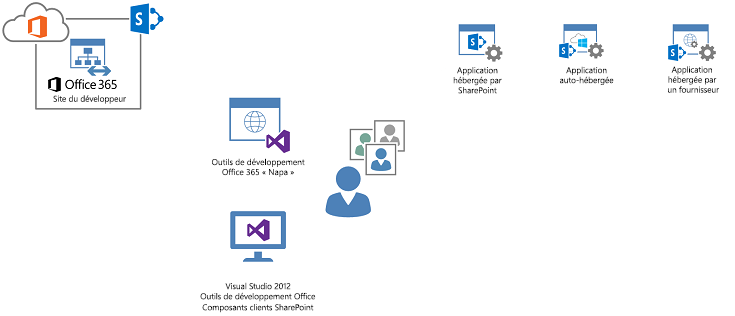 Office 365
Site du développeur
Application
hébergée par
SharePoint
Application
auto-hébergée
Application
hébergée par
un fournisseur
Outils de développement
Office 365 « Napa »
Visual Studio 2012
Outils de développement Office
Composants clients SharePoint